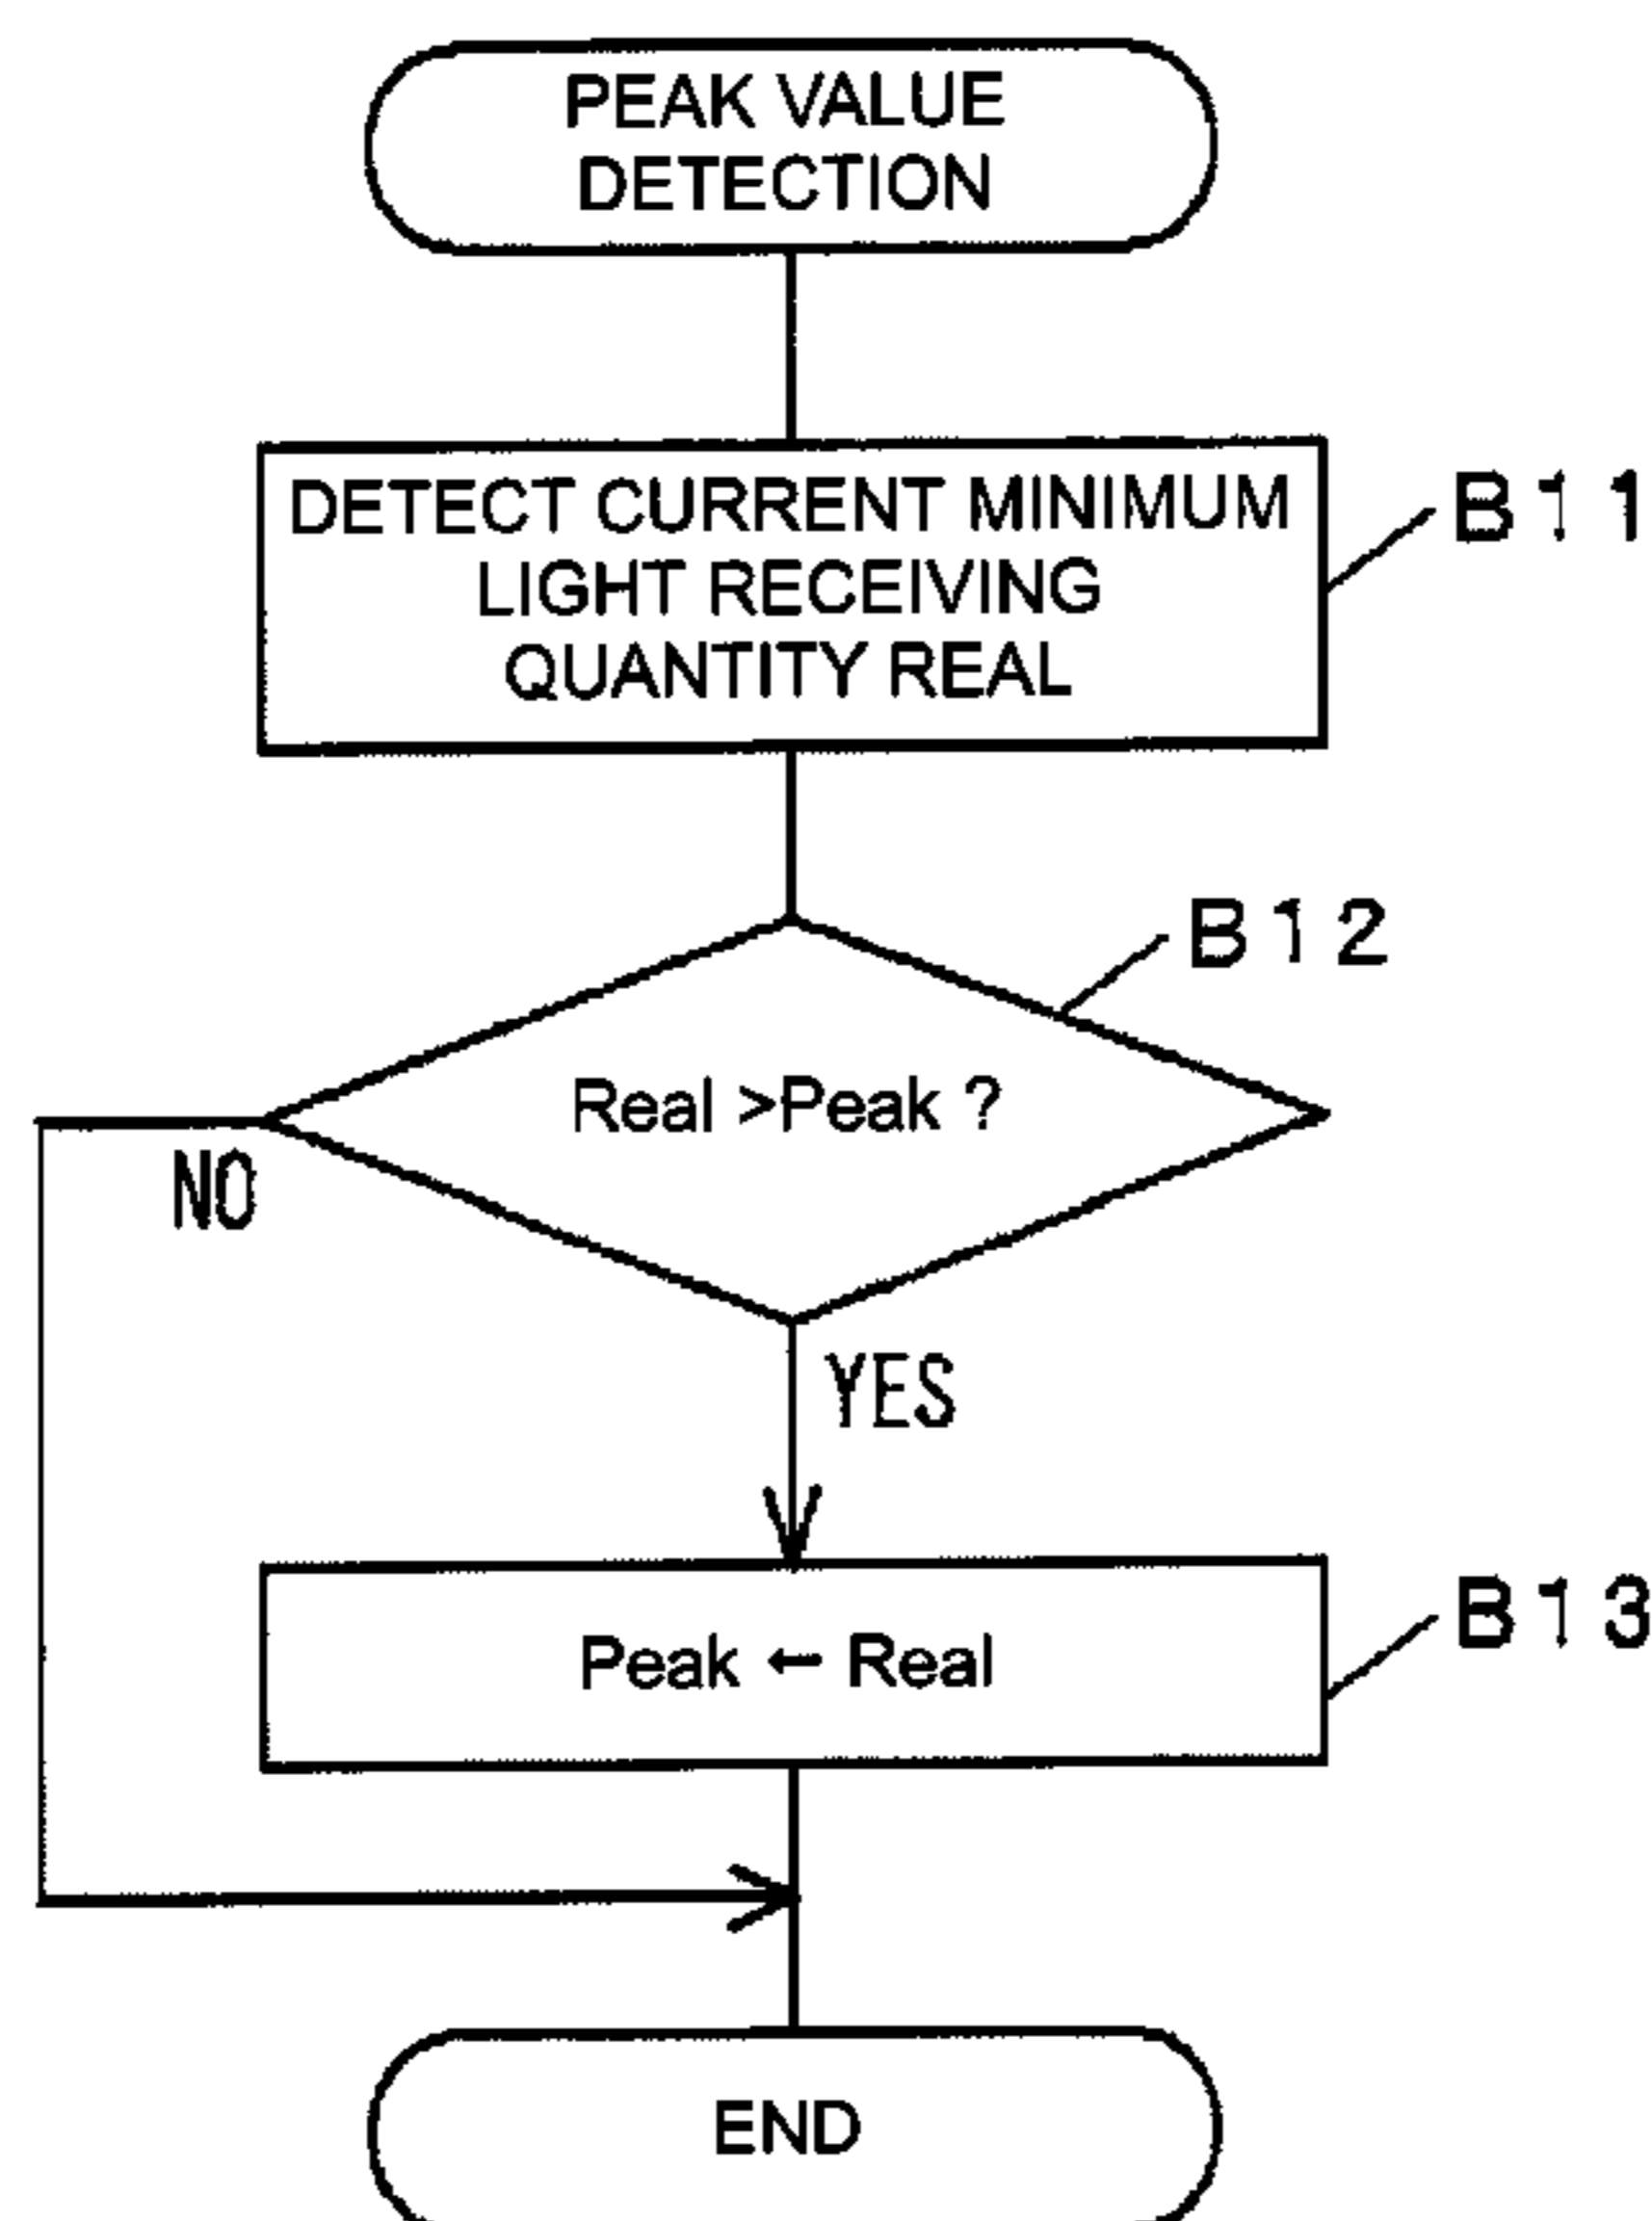 PEAK VALUE
DETECTION
DETECT CURRENT MINIMUM
LIGHT RECEIVING
QUANTITY REAL
B11
B12
Real >Peak ?
NO
YES
Peak ← Real
B13
END